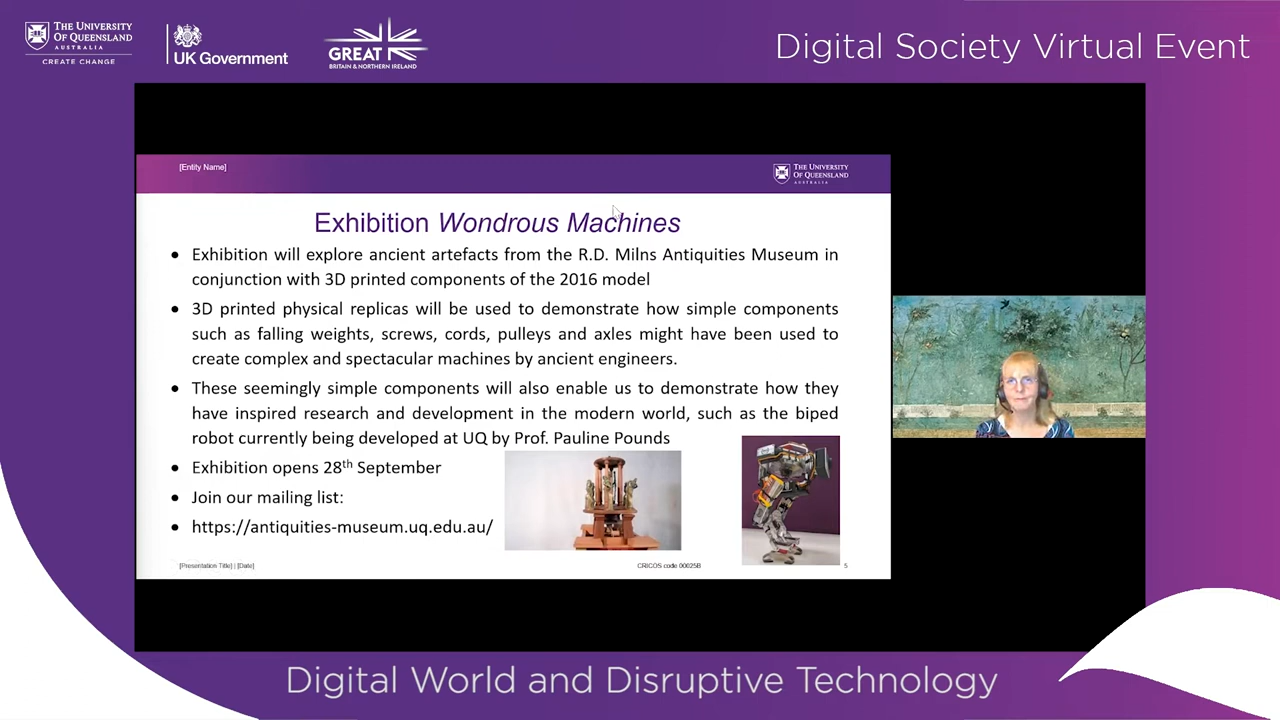 THE UNIVERSITY
OF QUEENSLAND
AUSTRALIA
CREATE CHANGE
UK Government
GREAT
BRITAIN & NORTHERN IRELAND
Digital Society Virtual Event
[Entity Name]
THE UNIVERSITY
OF QUEENSLAND
AUSTRALIA
Exhibition Wondrous Machines
• Exhibition will explore ancient artefacts from the R.D. Milns Antiquities Museum in
conjunction with 3D printed components of the 2016 model
• 3D printed physical replicas will be used to demonstrate how simple components
such as falling weights, screws, cords, pulleys and axles might have been used to
create complex and spectacular machines by ancient engineers.
• These seemingly simple components will also enable us to demonstrate how they
have inspired research and development in the modern world, such as the biped
robot currently being developed at UQ by Prof. Pauline Pounds
• Exhibition opens 28th September
• Join our mailing list:
• https://antiquities-museum.uq.edu.au/
[Presentation Title] | [Date]
CRICOS code 00025B
5
Digital World and Disruptive Technology